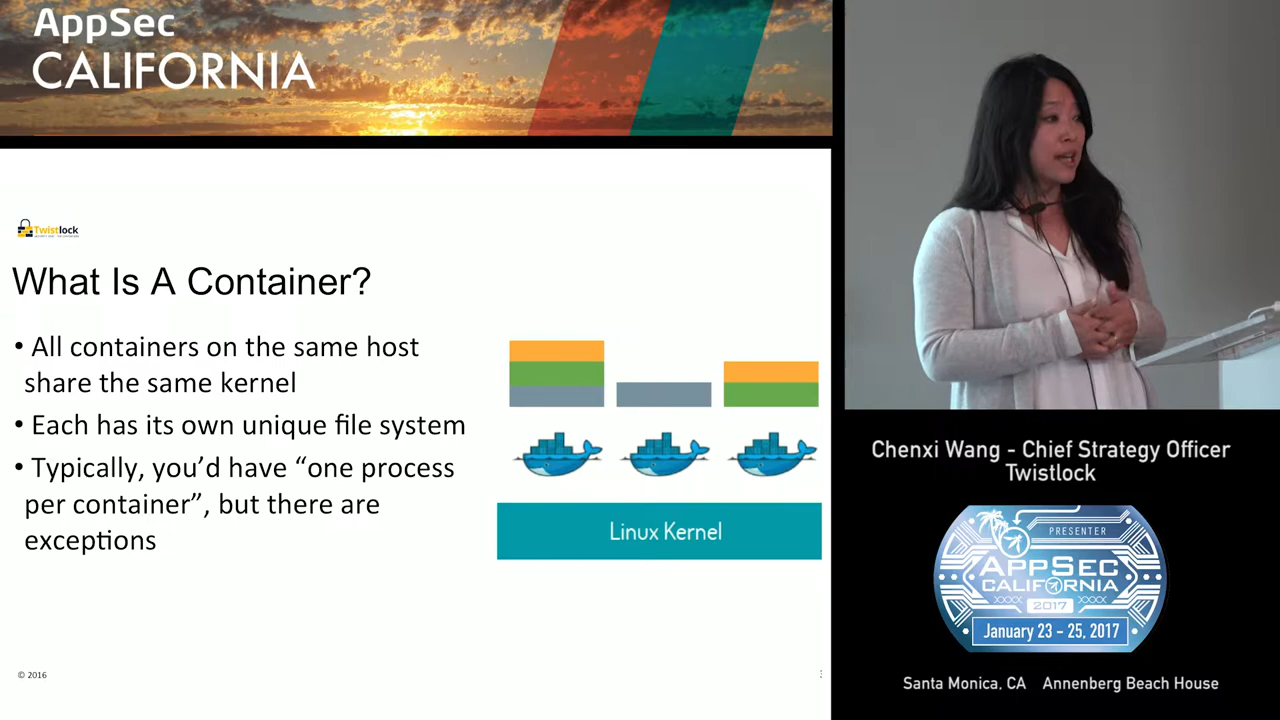 AppSec
CALIFORNIA
Twistlock
What Is A Container?
• All containers on the same host
share the same kernel
• Each has its own unique file system
• Typically, you’d have “one process
per container”, but there are
exceptions
Linux Kernel
© 2016
Chenxi Wang - Chief Strategy Officer
Twistlock
PRESENTER
APPSEC
CALIFORNIA
2017
January 23 - 25, 2017
Santa Monica, CA Annenberg Beach House